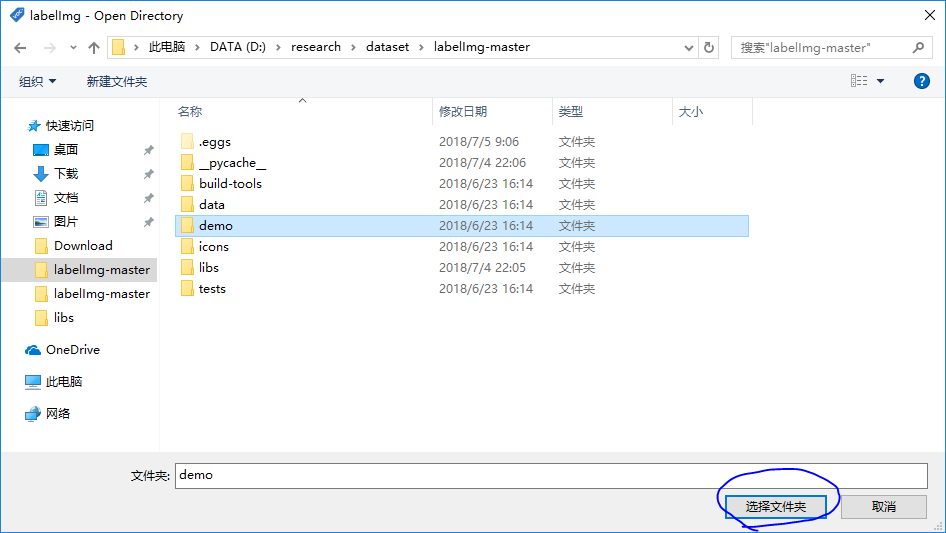 labelImg - Open Directory
此电脑 > DATA (D:) > research > dataset > labelImg-master
搜索"labelImg-master"
组织 新建文件夹
名称 修改日期 类型 大小
快速访问
桌面
下载
文档
图片
Download
labelImg-master
labelImg-master
libs
OneDrive
此电脑
网络
.eggs 2018/7/5 9:06 文件夹
__pycache__ 2018/7/4 22:06 文件夹
build-tools 2018/6/23 16:14 文件夹
data 2018/6/23 16:14 文件夹
demo 2018/6/23 16:14 文件夹
icons 2018/6/23 16:14 文件夹
libs 2018/7/4 22:05 文件夹
tests 2018/6/23 16:14 文件夹
文件夹: demo
选择文件夹 取消